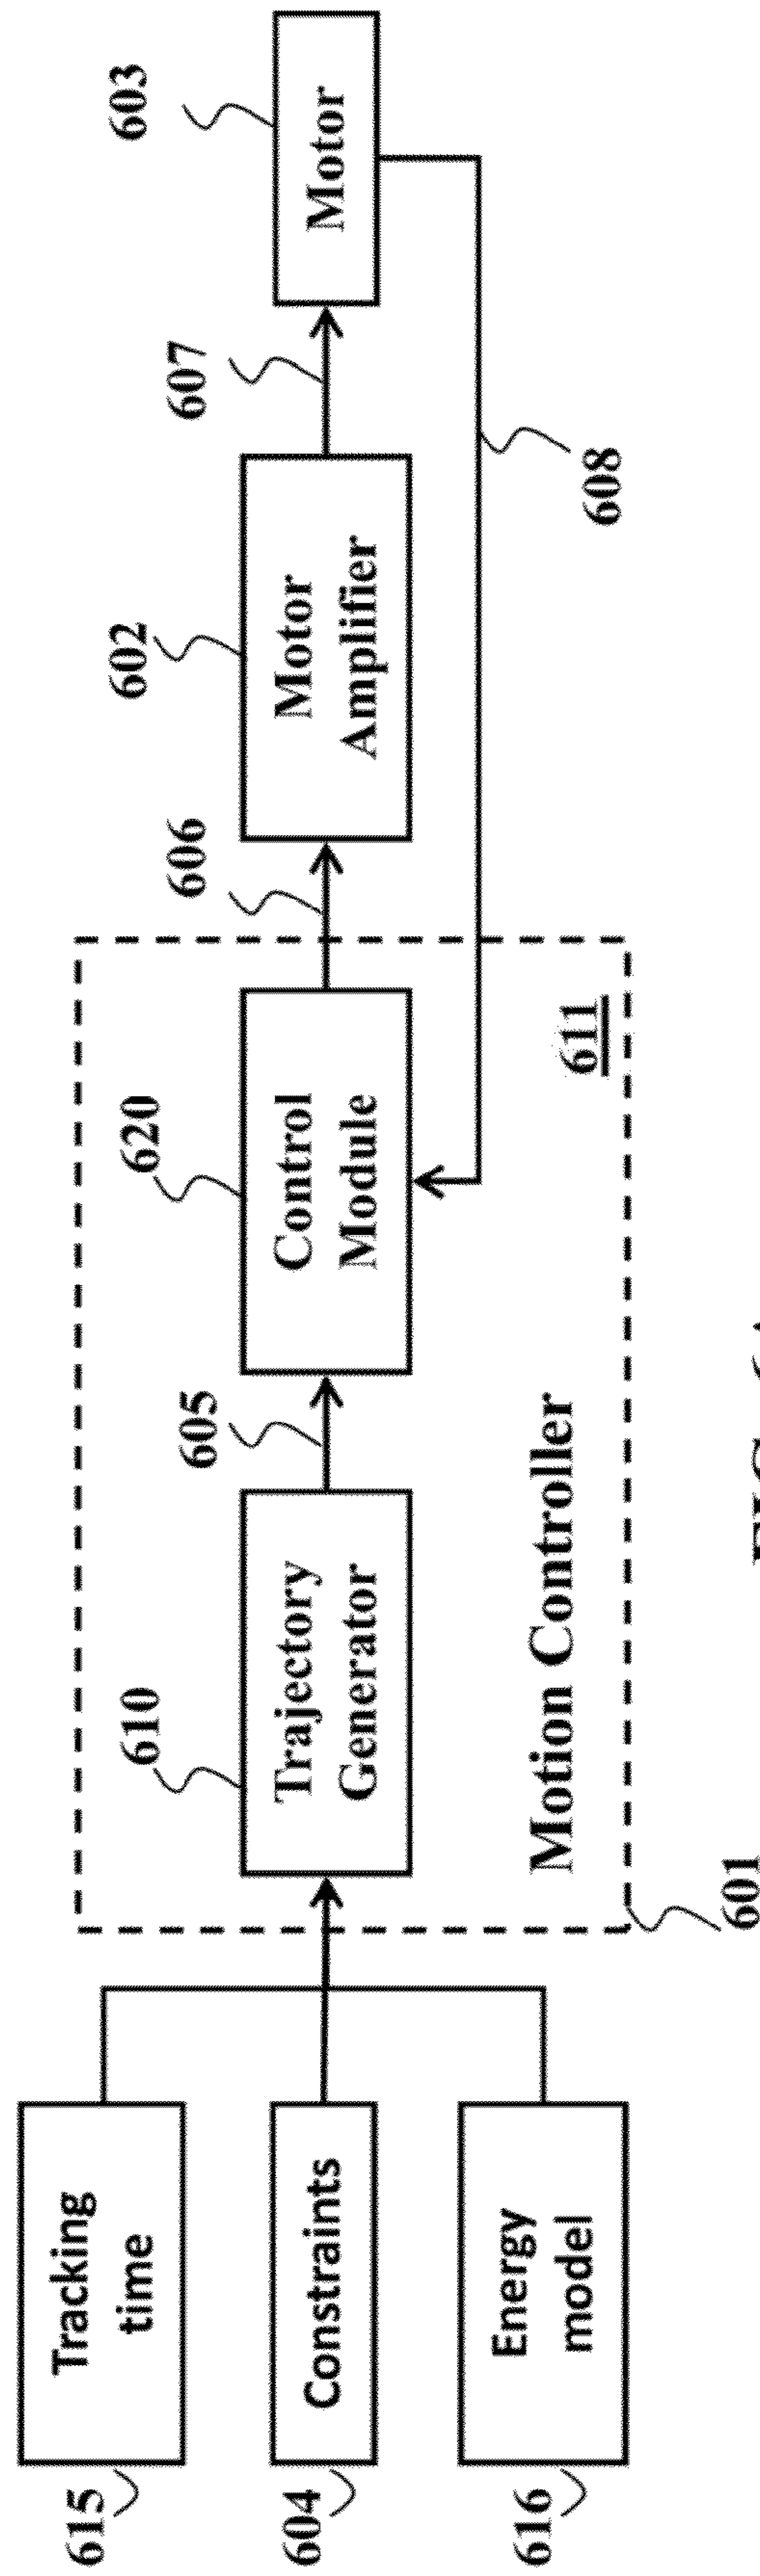 615
Tracking
time
604
Constraints
616
Energy
model
601
610
Trajectory
Generator
605
620
Control
Module
Motion Controller
611
606
602
Motor
Amplifier
607
603
Motor
608